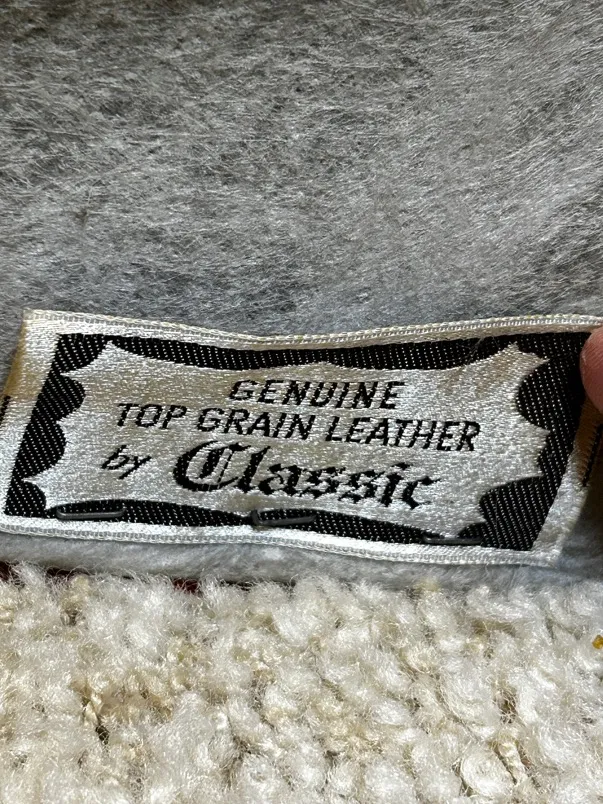 GENUINE
TOP GRAIN LEATHER
by Classic